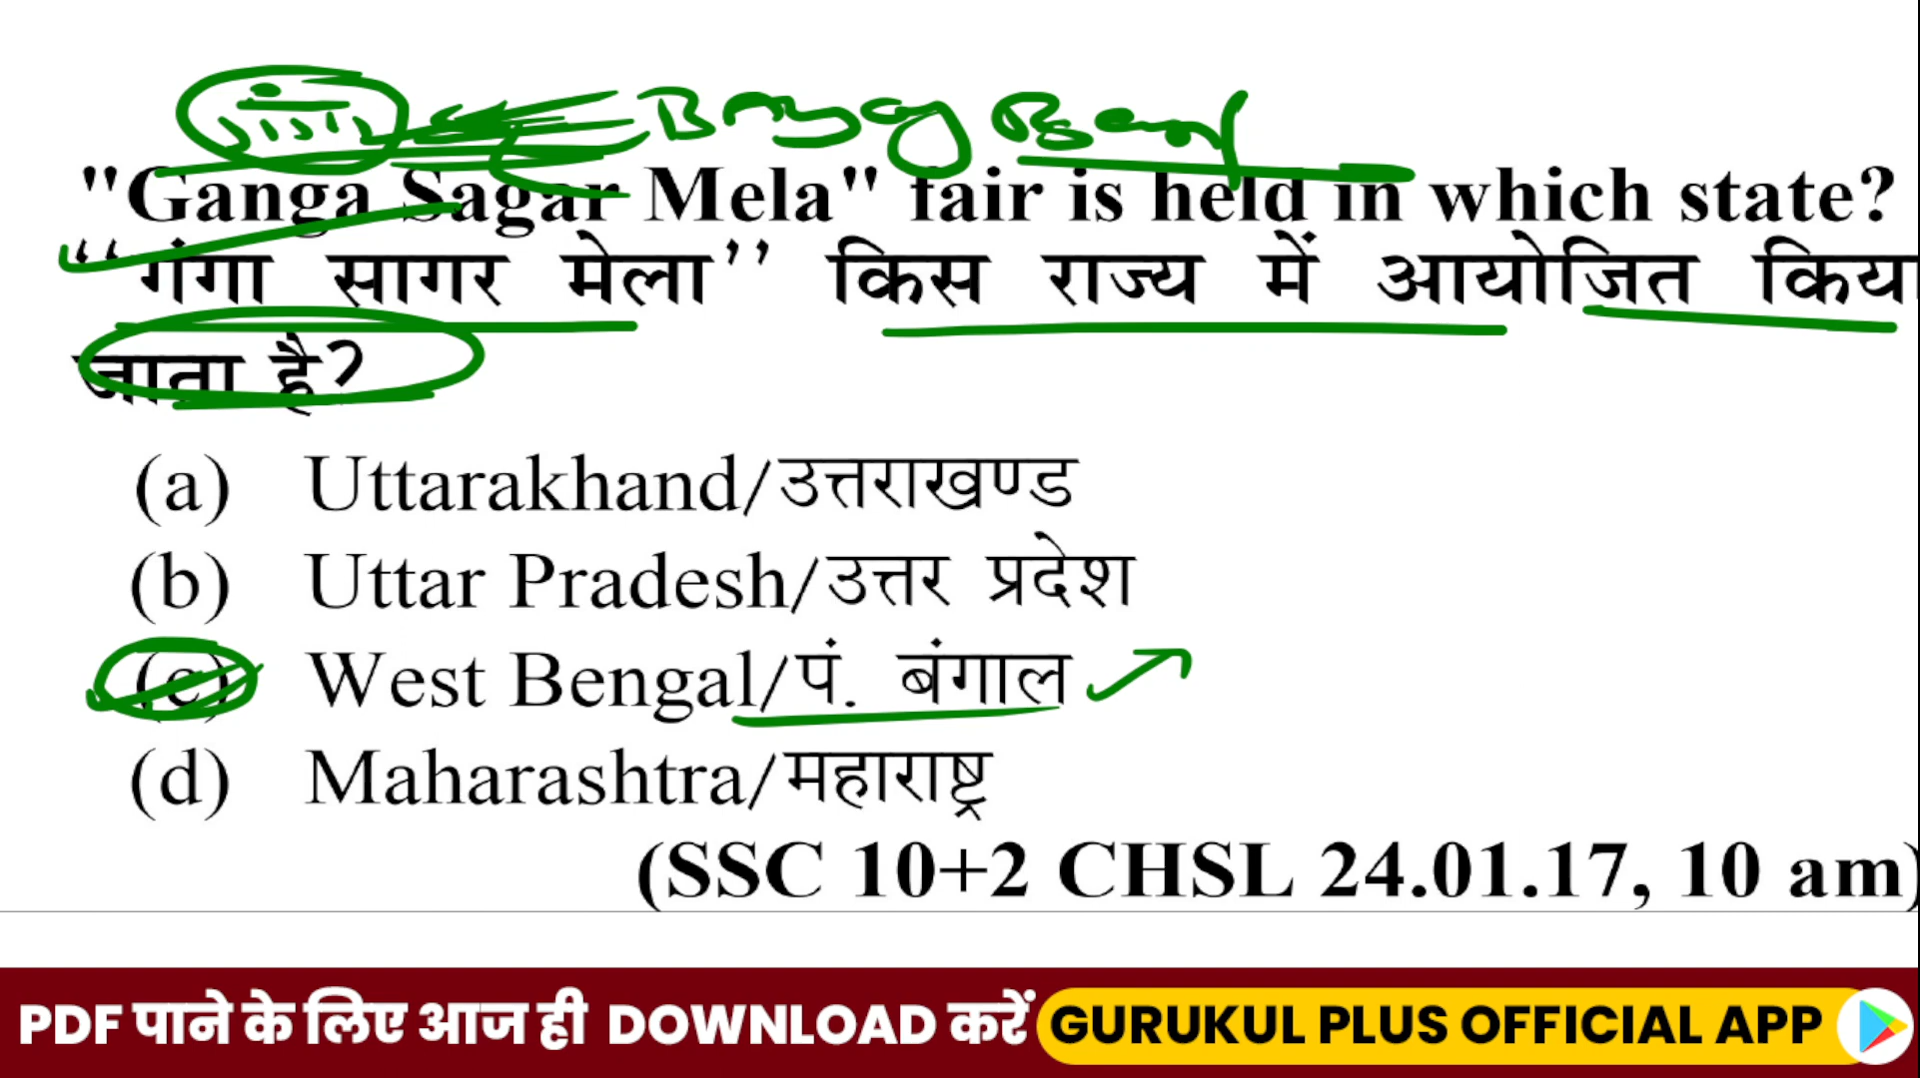 गंगा B
"Ganga Sagar Mela" fair is held in which state?
“गंगा सागर मेला” किस राज्य में आयोजित किया
जाता है?
(a) Uttarakhand/उत्तराखण्ड
(b) Uttar Pradesh/उत्तर प्रदेश
(c) West Bengal/पं. बंगाल
(d) Maharashtra/महाराष्ट्र
(SSC 10+2 CHSL 24.01.17, 10 am)
PDF पाने के लिए आज ही DOWNLOAD करें GURUKUL PLUS OFFICIAL APP